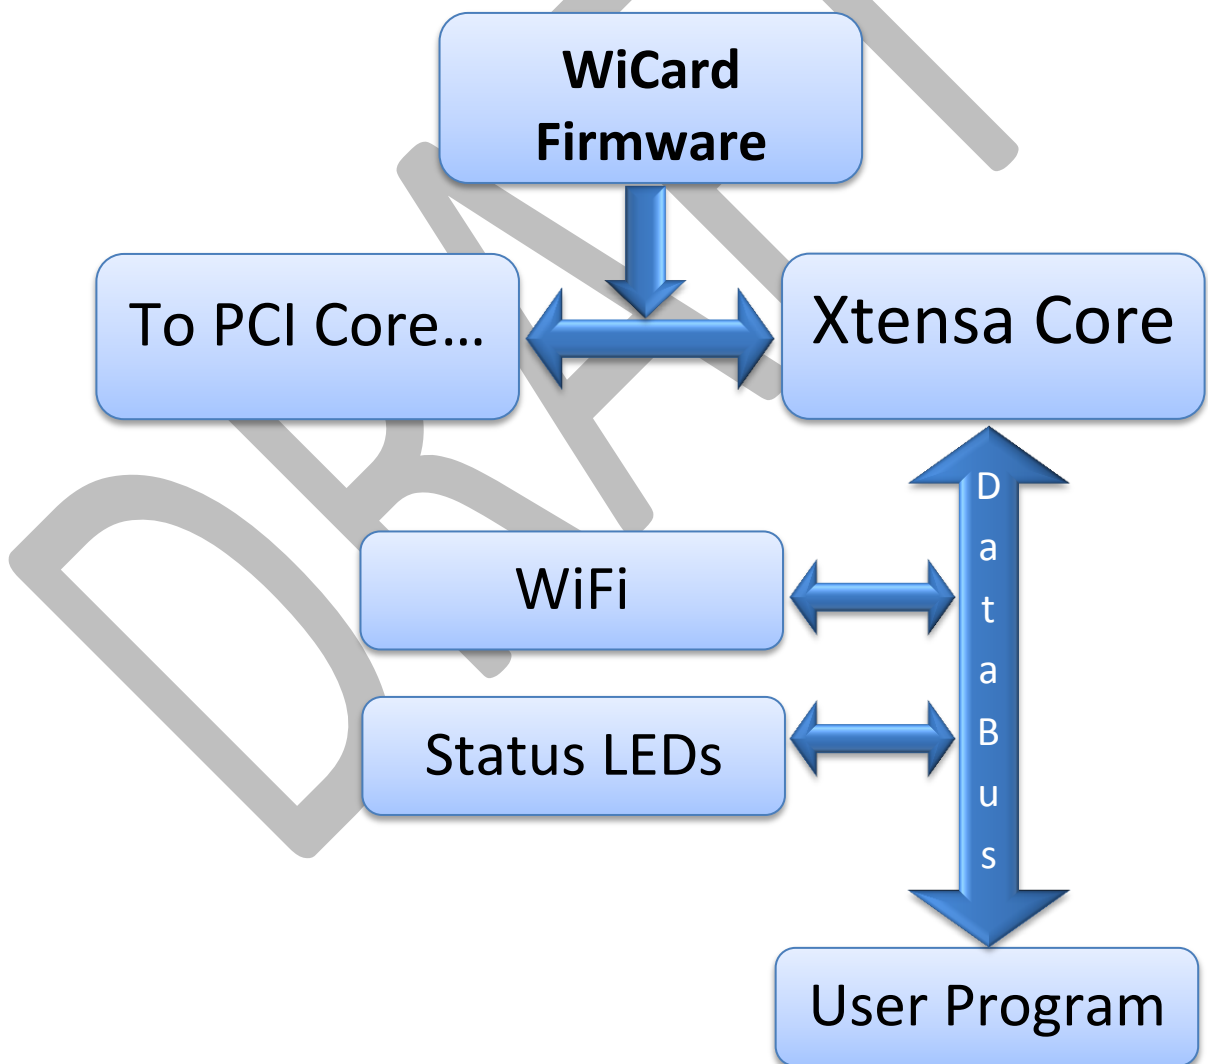 WiCard
Firmware
To PCI Core…
Xtensa Core
D
a
t
a
B
u
s
WiFi
Status LEDs
User Program
DRAFT